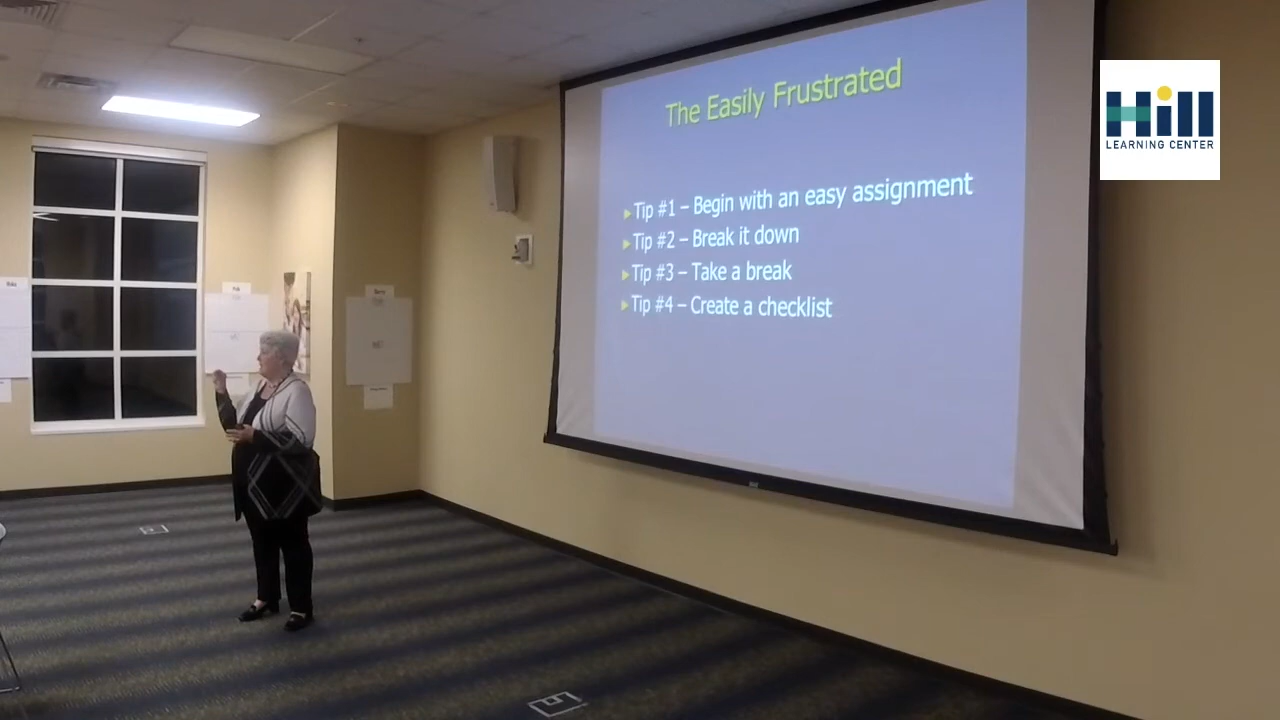 The Easily Frustrated
Tip #1 – Begin with an easy assignment
Tip #2 – Break it down
Tip #3 – Take a break
Tip #4 – Create a checklist
Hill
LEARNING CENTER